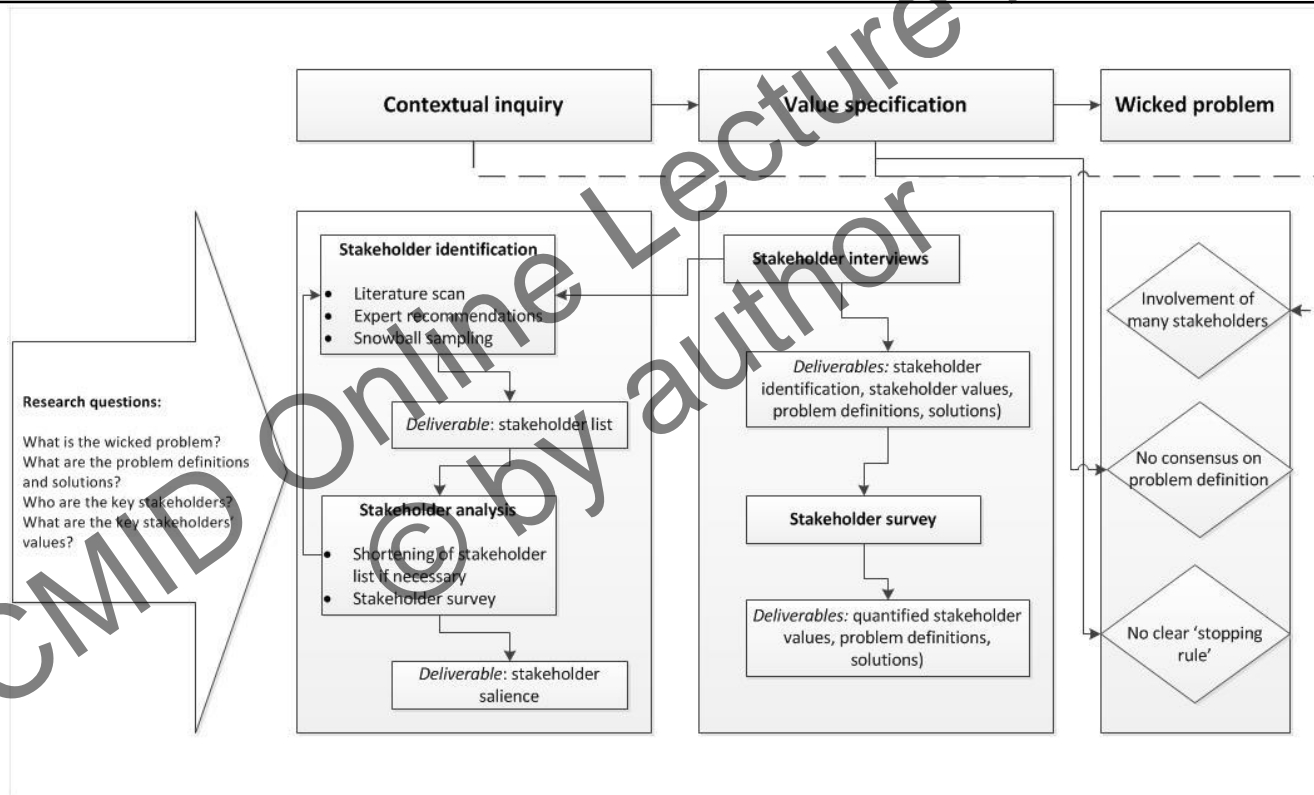 Contextual inquiry
Value specification
Wicked problem
Research questions:
What is the wicked problem?
What are the problem definitions
and solutions?
Who are the key stakeholders?
What are the key stakeholders'
values?
Stakeholder identification
• Literature scan
• Expert recommendations
• Snowball sampling
Deliverable: stakeholder list
Stakeholder analysis
• Shortening of stakeholder
list if necessary
• Stakeholder survey
Deliverable: stakeholder
salience
Stakeholder interviews
Deliverables: stakeholder
identification, stakeholder values,
problem definitions, solutions)
Stakeholder survey
Deliverables: quantified stakeholder
values, problem definitions,
solutions)
Involvement of
many stakeholders
No consensus on
problem definition
No clear ‘stopping
rule’
CMID Online Lecture
© by author